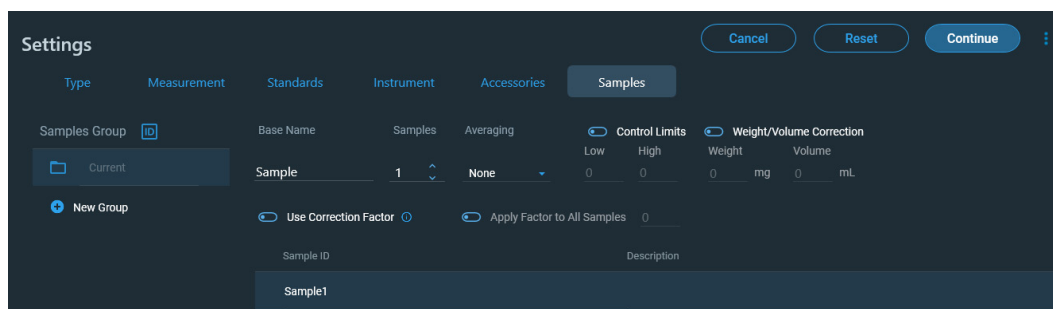 Settings
Cancel Reset Continue
Type Measurement Standards Instrument Accessories Samples
Samples Group ID Base Name Samples Averaging Control Limits Weight/Volume Correction
Low High Weight Volume
Current Sample 1 None 0 0 0 mg 0 mL
New Group Use Correction Factor Apply Factor to All Samples 0
Sample ID Description
Sample1